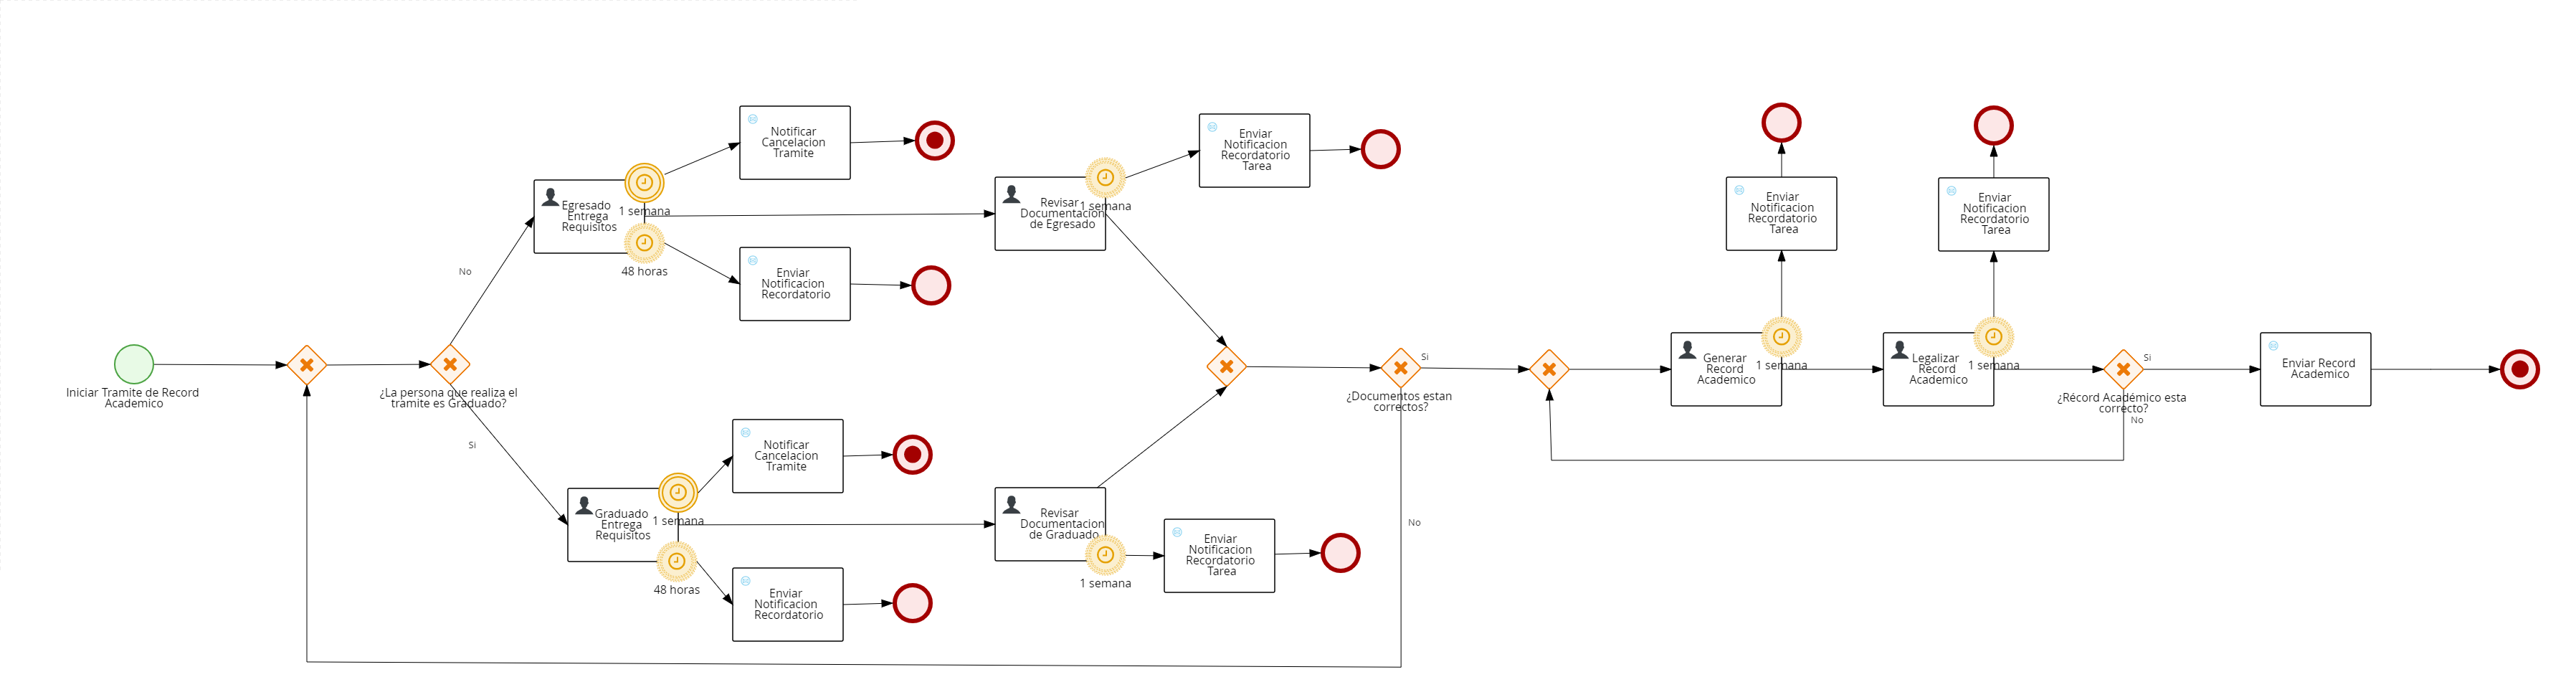 Iniciar Tramite de Record
Academico
¿La persona que realiza el
tramite es Graduado?
No
Si
Egresado
Entrega
Requisitos
1 semana
48 horas
Notificar
Cancelacion
Tramite
Enviar
Notificacion
Recordatorio
Graduado
Entrega
Requisitos
1 semana
48 horas
Notificar
Cancelacion
Tramite
Enviar
Notificacion
Recordatorio
Revisar
Documentacion
de Egresado
1 semana
Enviar
Notificacion
Recordatorio
Tarea
Revisar
Documentacion
de Graduado
1 semana
Enviar
Notificacion
Recordatorio
Tarea
¿Documentos estan
correctos?
Si
No
Generar
Record
Academico
1 semana
Enviar
Notificacion
Recordatorio
Tarea
Legalizar
Record
Academico
1 semana
Enviar
Notificacion
Recordatorio
Tarea
¿Récord Académico esta
correcto?
Si
No
Enviar Record
Academico